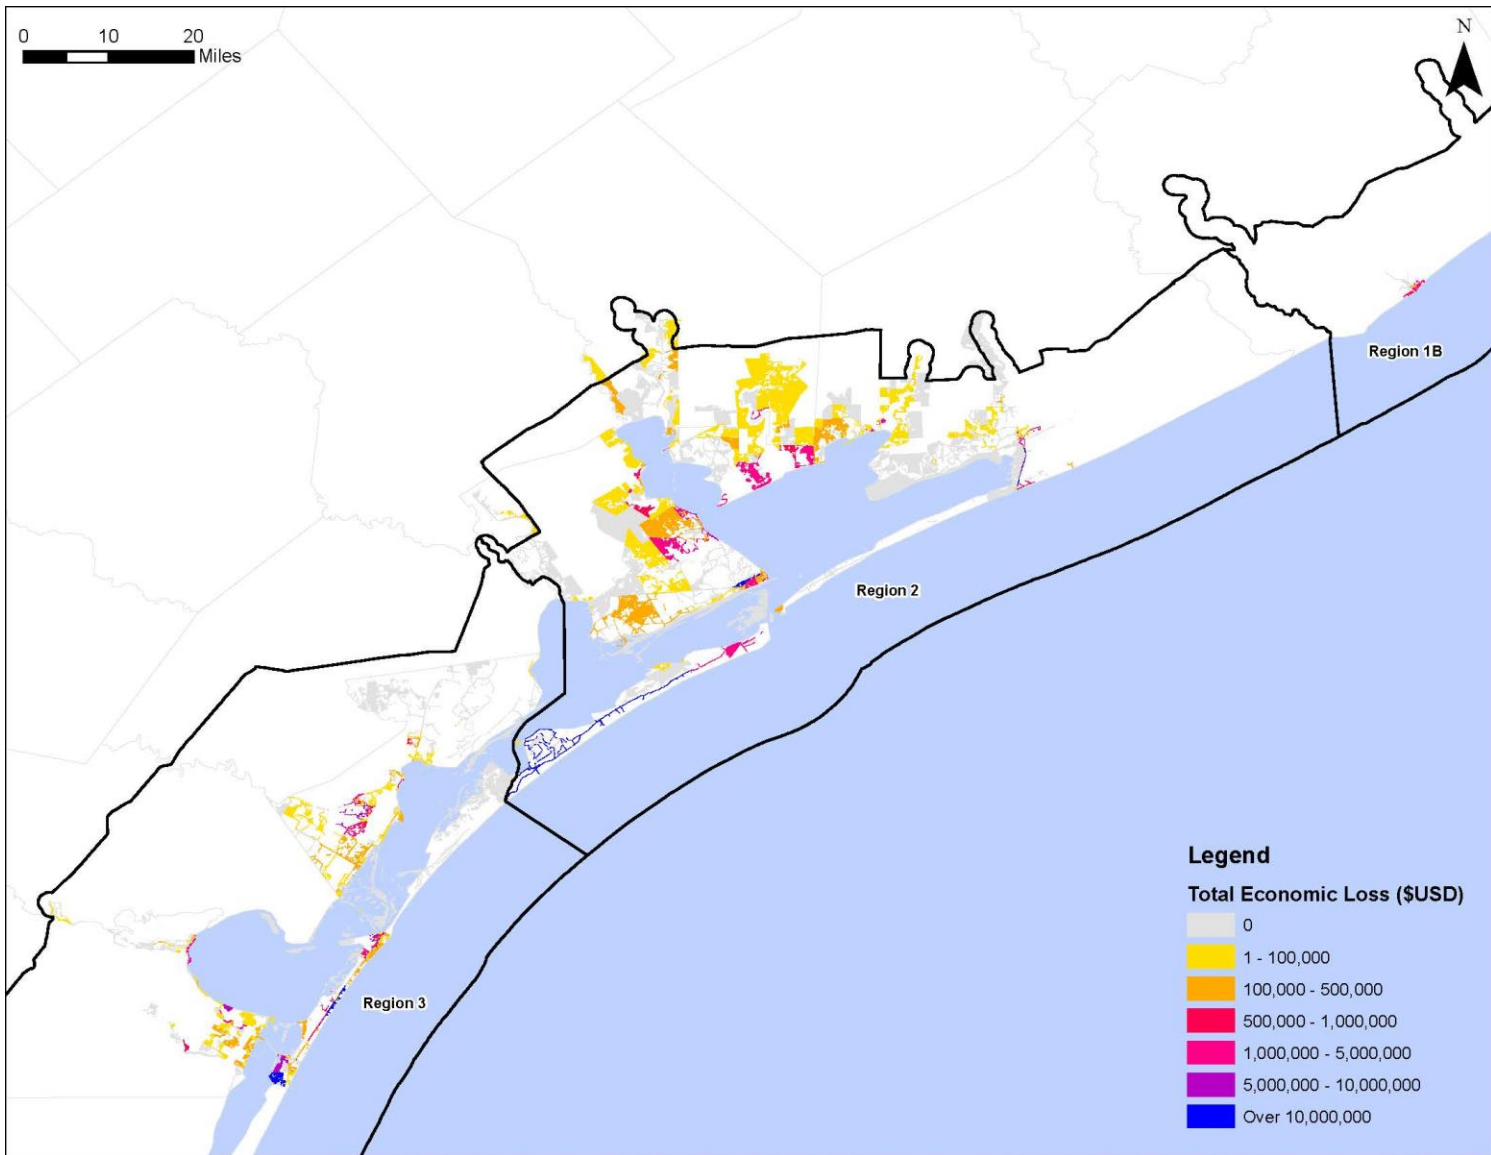 0 10 20
Miles
N
Region 1B
Region 2
Region 3
Legend
Total Economic Loss ($USD)
0
1 - 100,000
100,000 - 500,000
500,000 - 1,000,000
1,000,000 - 5,000,000
5,000,000 - 10,000,000
Over 10,000,000